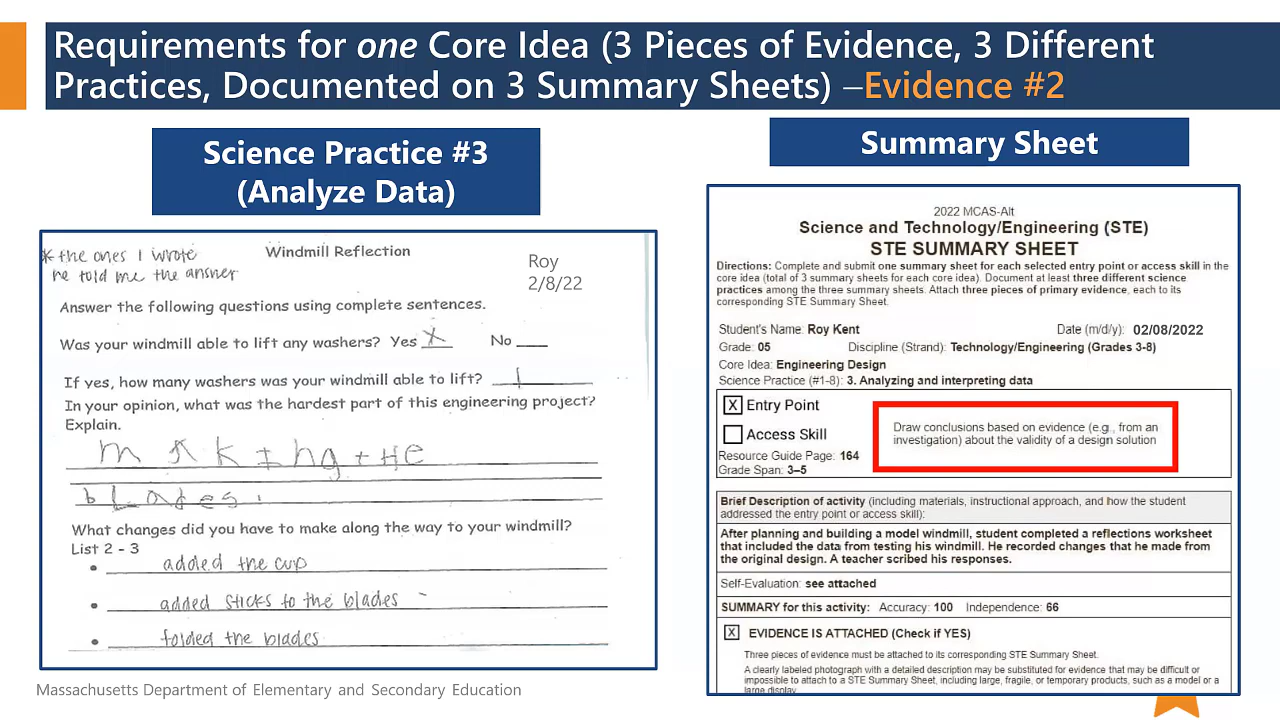 Requirements for one Core Idea (3 Pieces of Evidence, 3 Different
Practices, Documented on 3 Summary Sheets) –Evidence #2
Science Practice #3
(Analyze Data)
* the ones I wrote
he told me the answer
Windmill Reflection
Roy
2/8/22
Answer the following questions using complete sentences.
Was your windmill able to lift any washers? Yes X No ___
If yes, how many washers was your windmill able to lift? 1
In your opinion, what was the hardest part of this engineering project?
Explain.
making the
blades.
What changes did you have to make along the way to your windmill?
List 2 - 3
• added the cup
• added sticks to the blades
• folded the blades
Summary Sheet
2022 MCAS-Alt
Science and Technology/Engineering (STE)
STE SUMMARY SHEET
Directions: Complete and submit one summary sheet for each selected entry point or access skill in the
core idea (total of 3 summary sheets for each core idea). Document at least three different science
practices among the three summary sheets. Attach three pieces of primary evidence, each to its
corresponding STE Summary Sheet.
Student's Name: Roy Kent Date (m/d/y): 02/08/2022
Grade: 05 Discipline (Strand): Technology/Engineering (Grades 3-8)
Core Idea: Engineering Design
Science Practice (#1-8): 3. Analyzing and interpreting data
X Entry Point
Access Skill
Resource Guide Page: 164
Grade Span: 3–5
Draw conclusions based on evidence (e.g., from an
investigation) about the validity of a design solution
Brief Description of activity (including materials, instructional approach, and how the student
addressed the entry point or access skill):
After planning and building a model windmill, student completed a reflections worksheet
that included the data from testing his windmill. He recorded changes that he made from
the original design. A teacher scribed his responses.
Self-Evaluation: see attached
SUMMARY for this activity: Accuracy: 100 Independence: 66
X EVIDENCE IS ATTACHED (Check if YES)
Three pieces of evidence must be attached to its corresponding STE Summary Sheet.
A clearly labeled photograph with a detailed description may be substituted for evidence that may be difficult or
impossible to attach to a STE Summary Sheet, including large, fragile, or temporary products, such as a model or a
large display.
Massachusetts Department of Elementary and Secondary Education